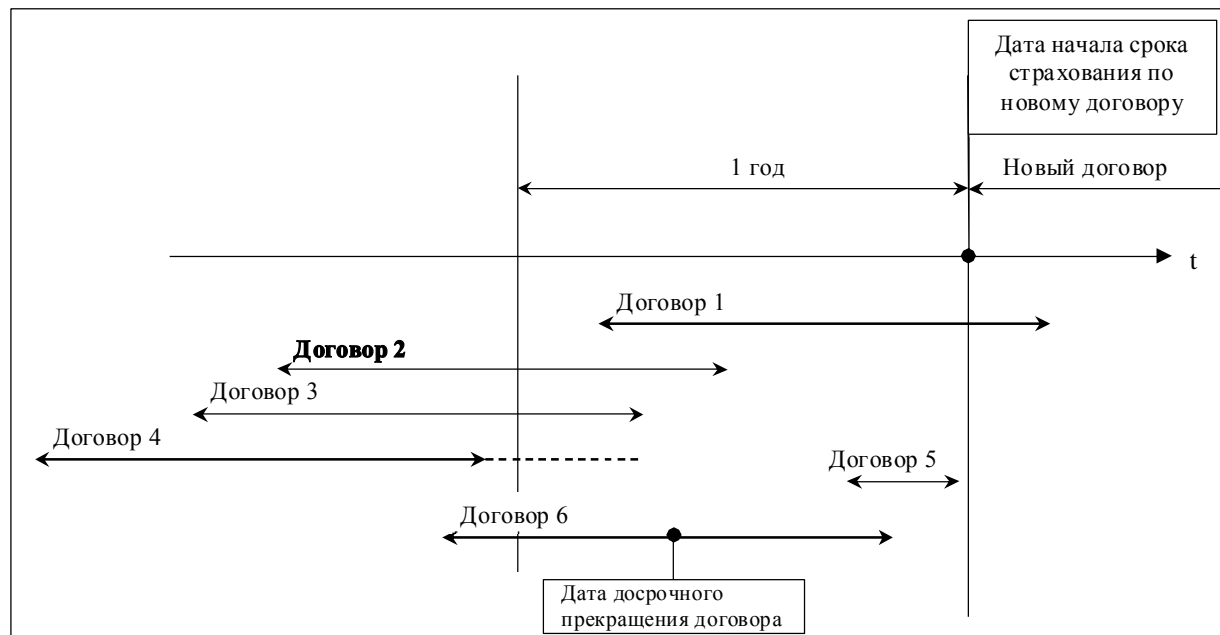 Дата начала срока
страхования по
новому договору
1 год
Новый договор
t
Договор 1
Договор 2
Договор 3
Договор 4
Договор 5
Договор 6
Дата досрочного
прекращения договора